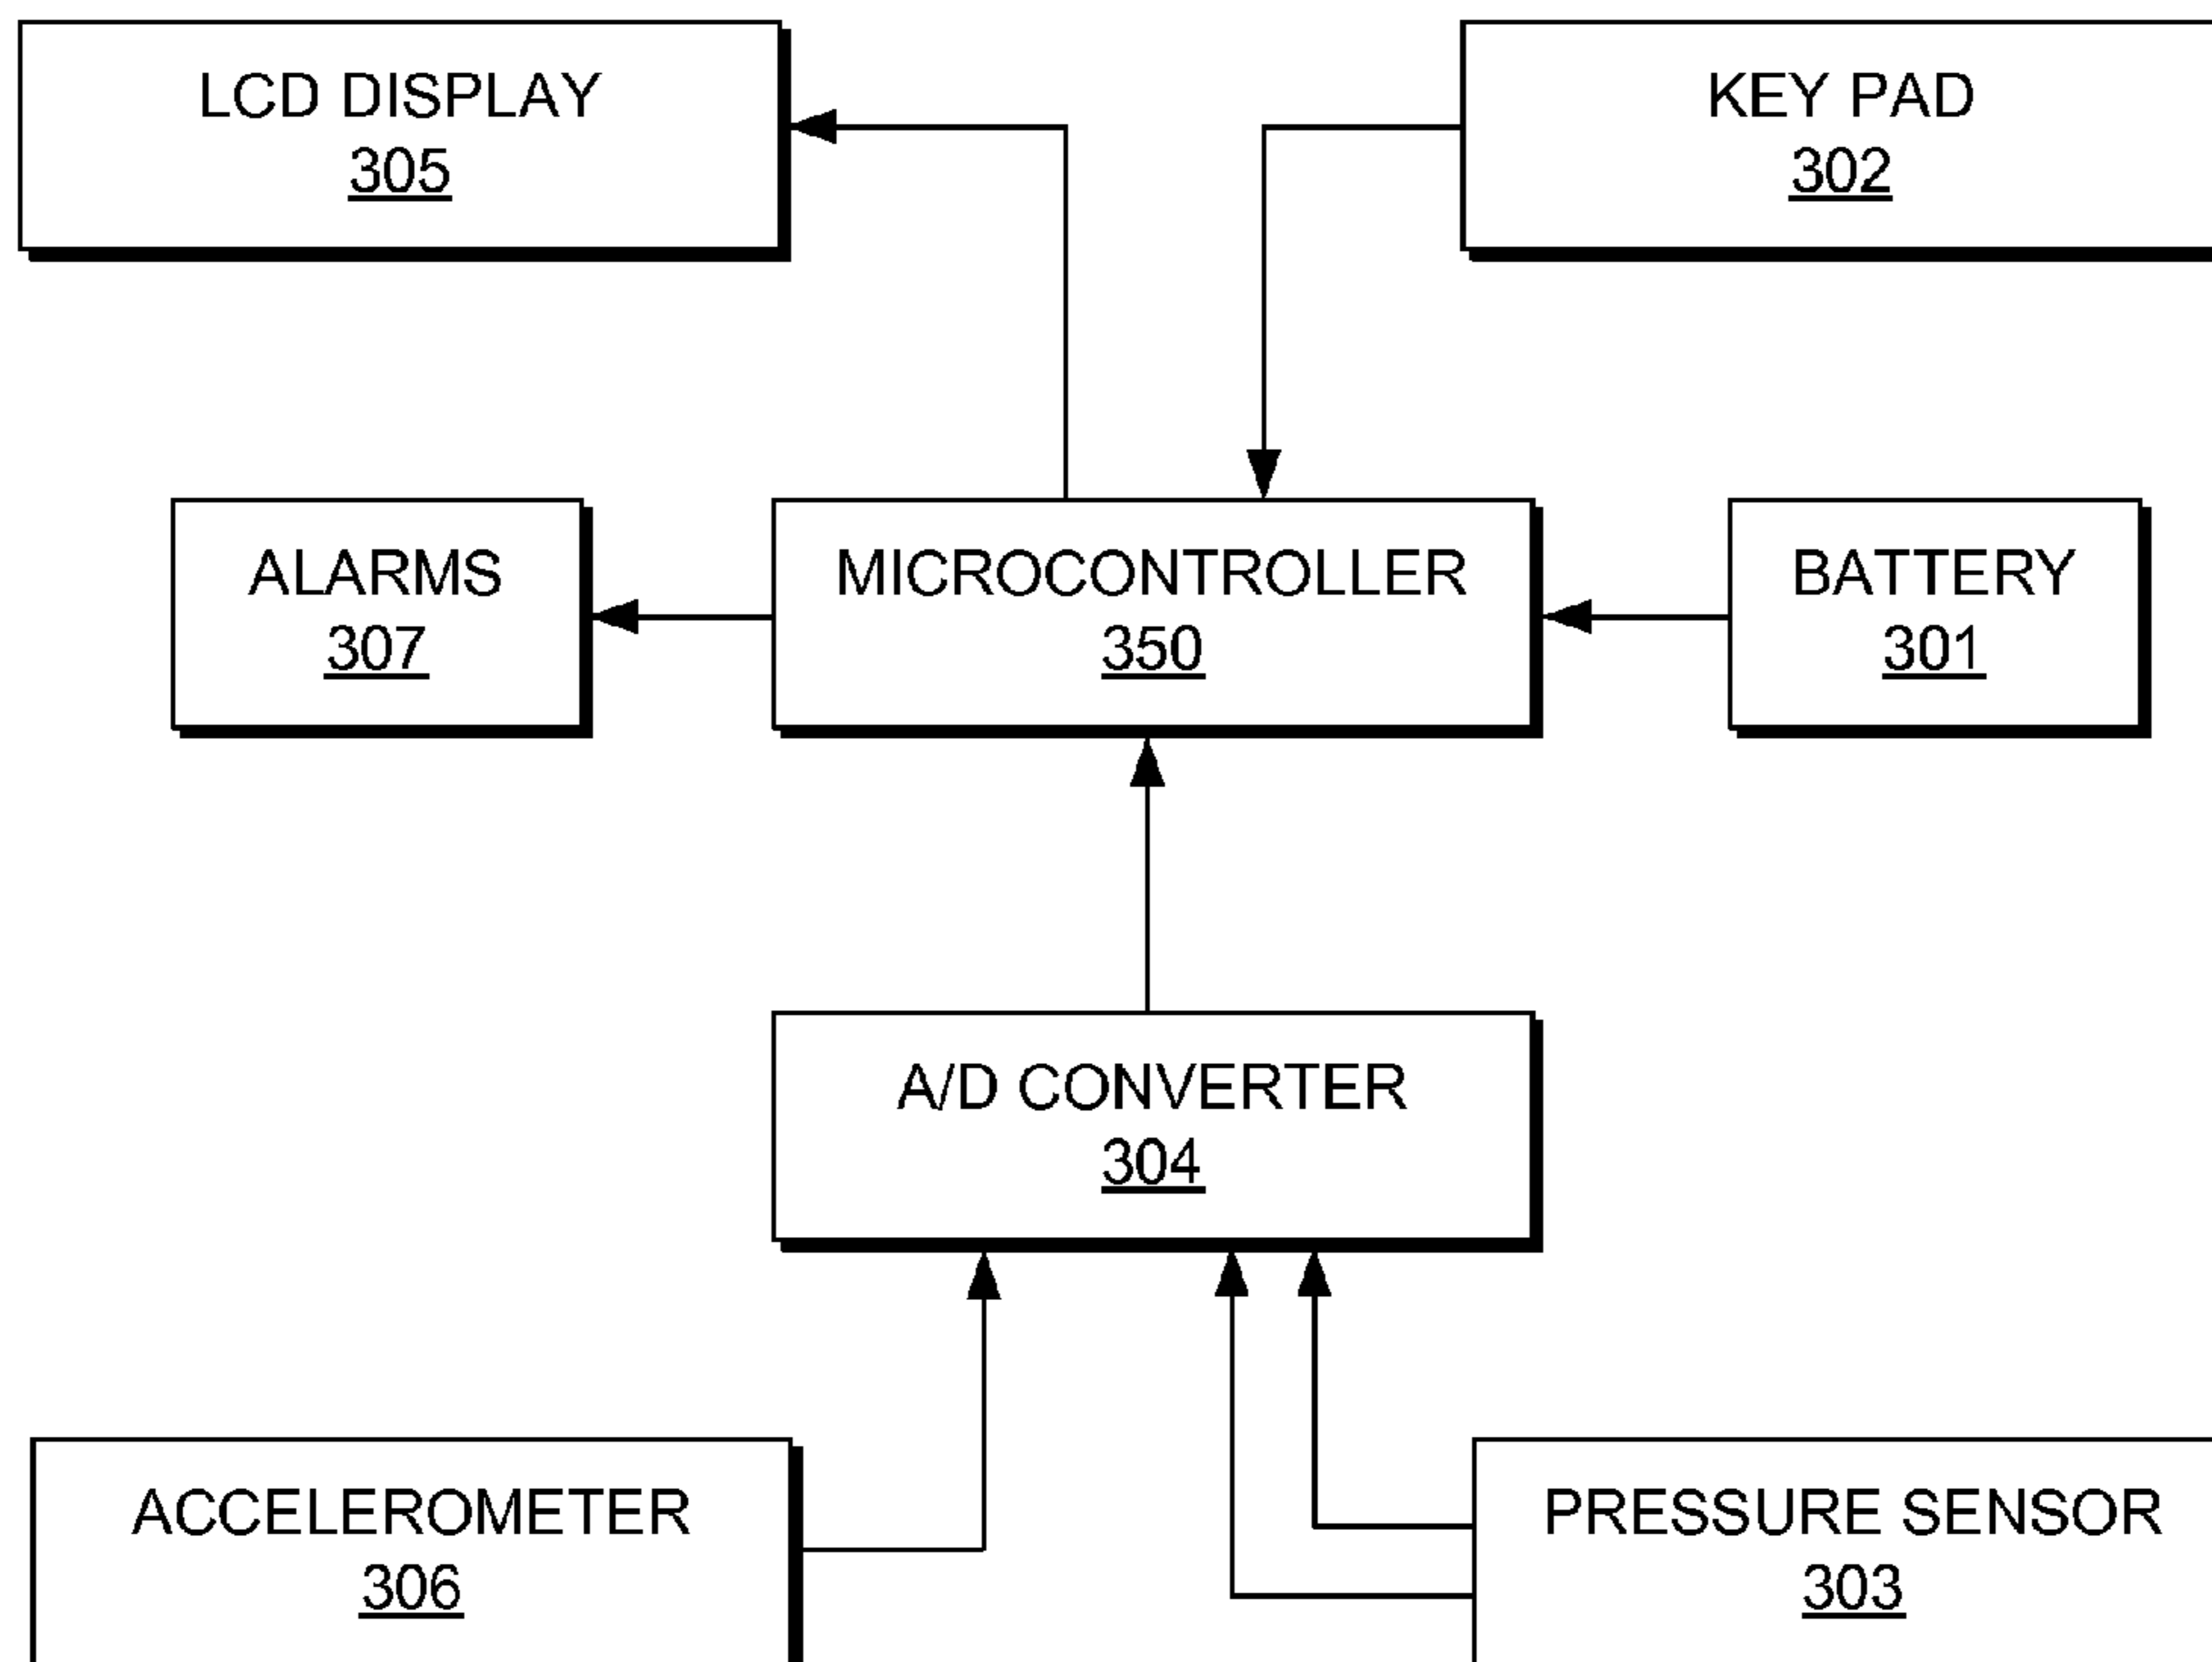 LCD DISPLAY
305
KEY PAD
302
ALARMS
307
MICROCONTROLLER
350
BATTERY
301
A/D CONVERTER
304
ACCELEROMETER
306
PRESSURE SENSOR
303